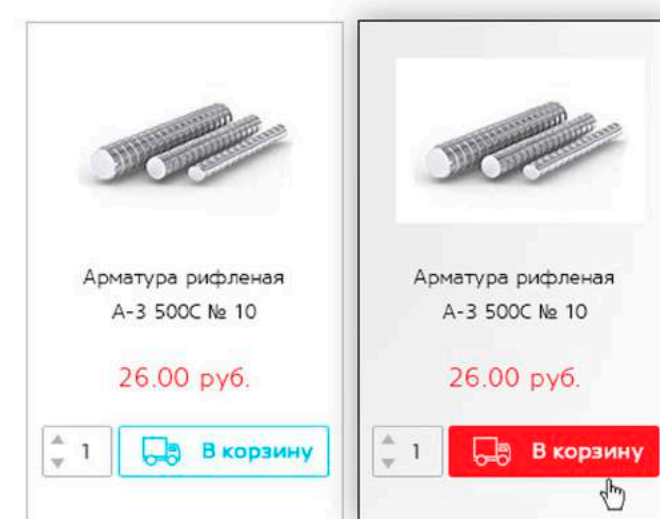 Арматура рифленая
А-3 500С № 10
26.00 руб.
1 В корзину
Арматура рифленая
А-3 500С № 10
26.00 руб.
1 В корзину